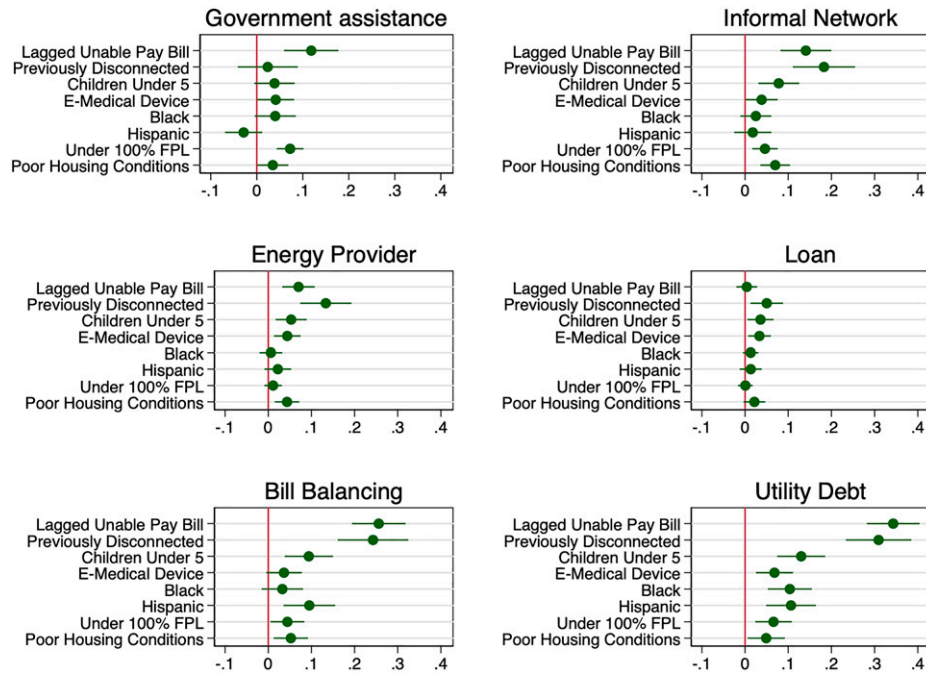 Government assistance
Lagged Unable Pay Bill
Previously Disconnected
Children Under 5
E-Medical Device
Black
Hispanic
Under 100% FPL
Poor Housing Conditions
-.1 0 .1 .2 .3 .4
Informal Network
Lagged Unable Pay Bill
Previously Disconnected
Children Under 5
E-Medical Device
Black
Hispanic
Under 100% FPL
Poor Housing Conditions
-.1 0 .1 .2 .3 .4
Energy Provider
Lagged Unable Pay Bill
Previously Disconnected
Children Under 5
E-Medical Device
Black
Hispanic
Under 100% FPL
Poor Housing Conditions
-.1 0 .1 .2 .3 .4
Loan
Lagged Unable Pay Bill
Previously Disconnected
Children Under 5
E-Medical Device
Black
Hispanic
Under 100% FPL
Poor Housing Conditions
-.1 0 .1 .2 .3 .4
Bill Balancing
Lagged Unable Pay Bill
Previously Disconnected
Children Under 5
E-Medical Device
Black
Hispanic
Under 100% FPL
Poor Housing Conditions
-.1 0 .1 .2 .3 .4
Utility Debt
Lagged Unable Pay Bill
Previously Disconnected
Children Under 5
E-Medical Device
Black
Hispanic
Under 100% FPL
Poor Housing Conditions
-.1 0 .1 .2 .3 .4